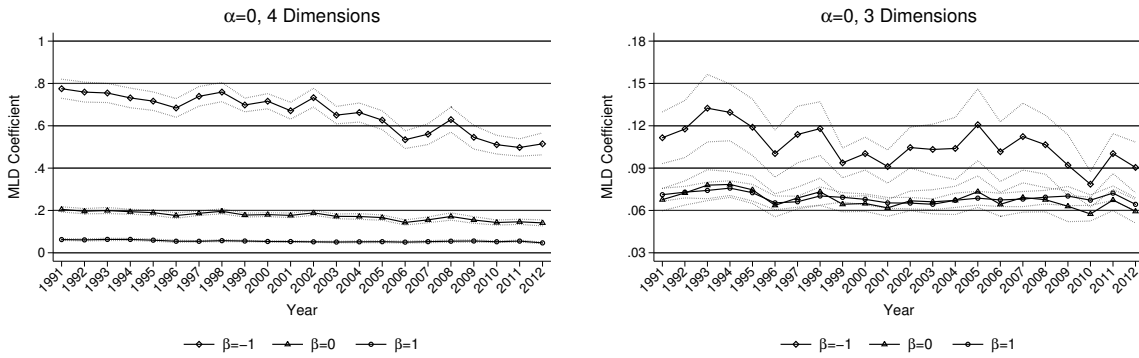 α=0, 4 Dimensions
MLD Coefficient
1
.8
.6
.4
.2
0
1991 1992 1993 1994 1995 1996 1997 1998 1999 2000 2001 2002 2003 2004 2005 2006 2007 2008 2009 2010 2011 2012
Year
β=−1 β=0 β=1
α=0, 3 Dimensions
MLD Coefficient
.18
.15
.12
.09
.06
.03
1991 1992 1993 1994 1995 1996 1997 1998 1999 2000 2001 2002 2003 2004 2005 2006 2007 2008 2009 2010 2011 2012
Year
β=−1 β=0 β=1